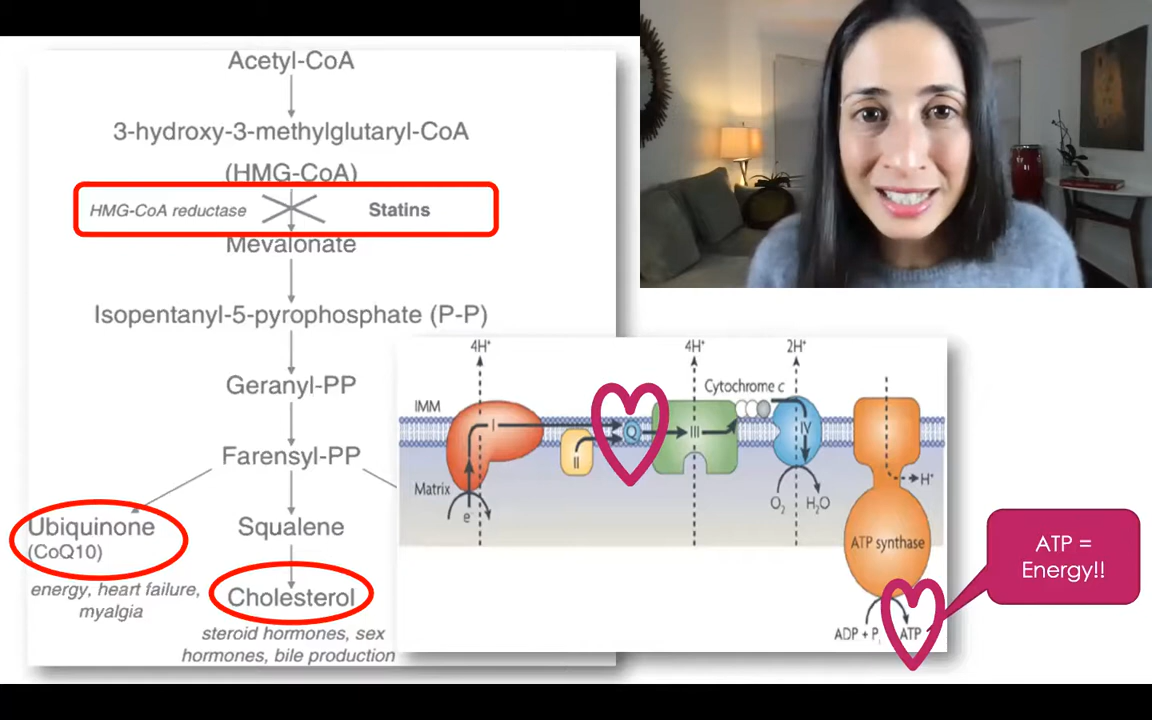 Acetyl-CoA
3-hydroxy-3-methylglutaryl-CoA
(HMG-CoA)
HMG-CoA reductase
Statins
Mevalonate
Isopentanyl-5-pyrophosphate (P-P)
Geranyl-PP
Farensyl-PP
Ubiquinone
(CoQ10)
energy, heart failure,
myalgia
Squalene
Cholesterol
steroid hormones, sex
hormones, bile production
4H⁺
4H⁺
2H⁺
Cytochrome c
IMM
I
II
Q
III
IV
Matrix
e⁻
O₂
H₂O
H⁺
ATP synthase
ADP + Pᵢ
ATP
ATP =
Energy!!